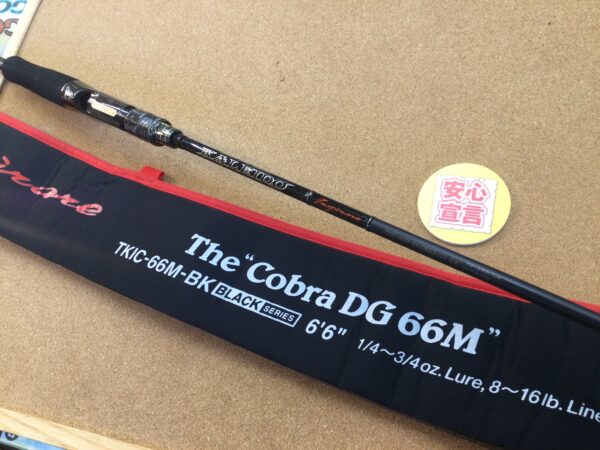 The "Cobra DG 66M"
TKIC-66M-BK BLACK SERIES 6'6" 1/4~3/4oz. Lure, 8~16lb. Line
安心
宣言